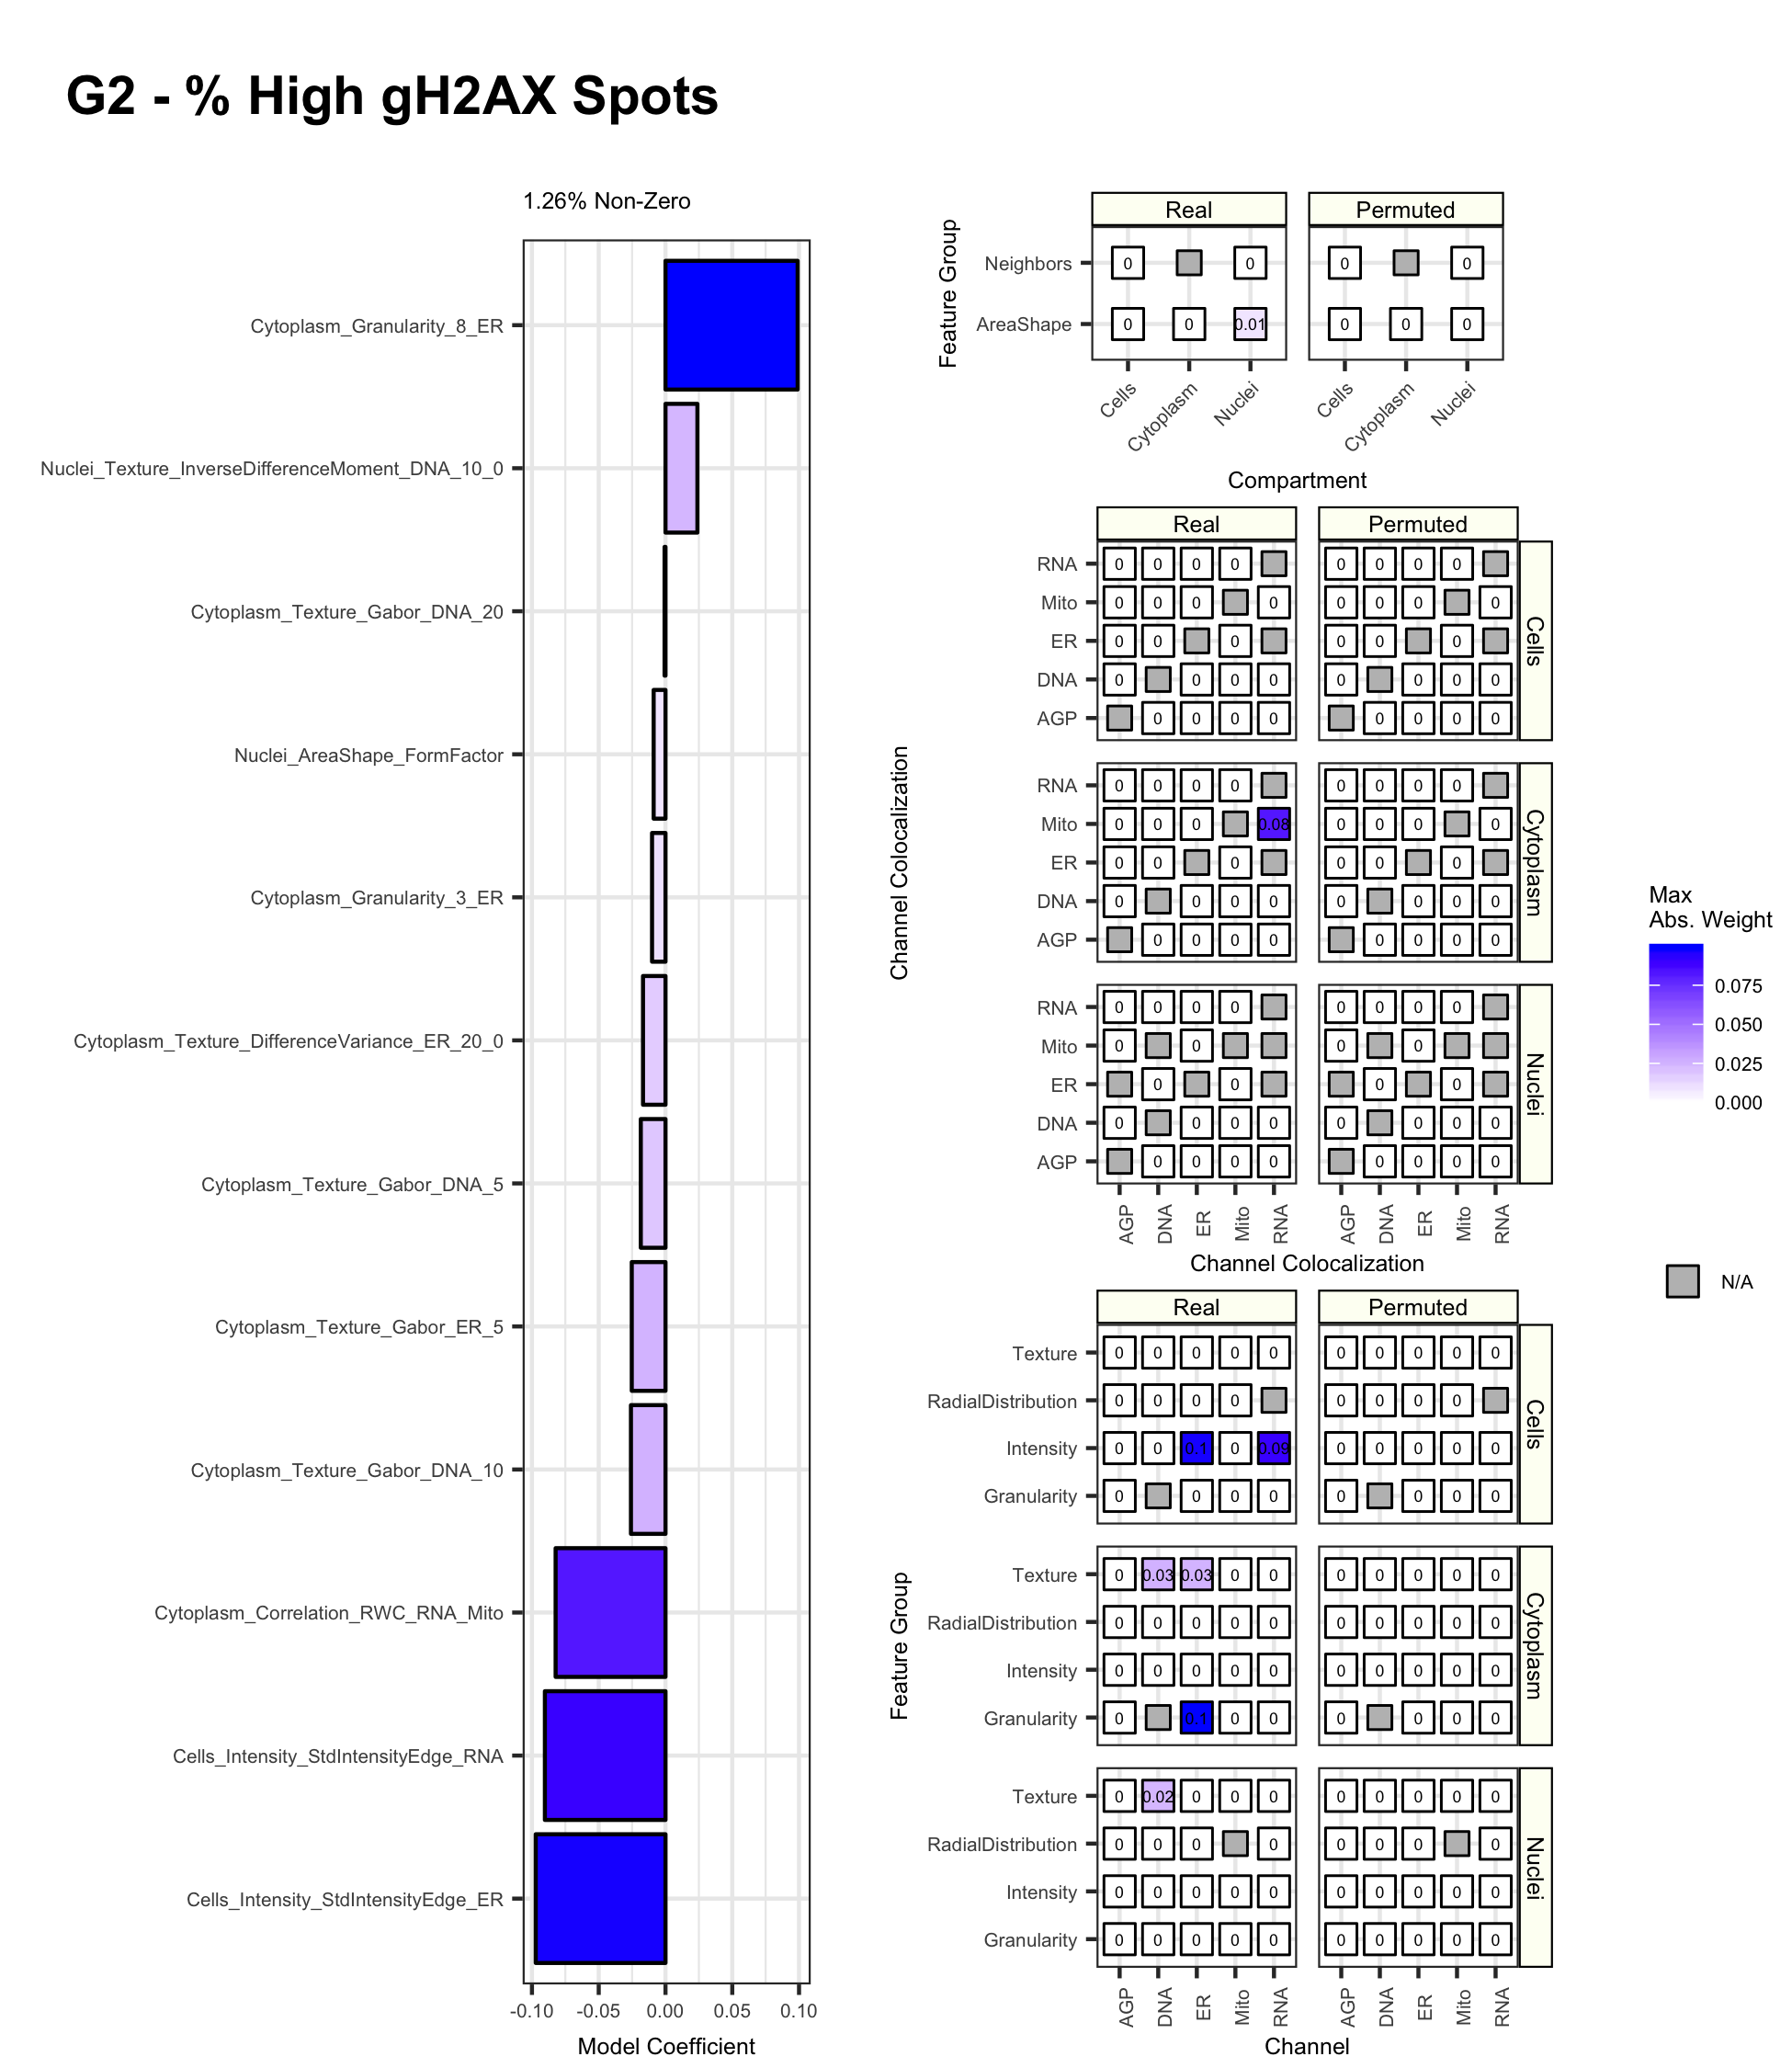 G2 - % High gH2AX Spots
1.26% Non-Zero
Cytoplasm_Granularity_8_ER
Nuclei_Texture_InverseDifferenceMoment_DNA_10_0
Cytoplasm_Texture_Gabor_DNA_20
Nuclei_AreaShape_FormFactor
Cytoplasm_Granularity_3_ER
Cytoplasm_Texture_DifferenceVariance_ER_20_0
Cytoplasm_Texture_Gabor_DNA_5
Cytoplasm_Texture_Gabor_ER_5
Cytoplasm_Texture_Gabor_DNA_10
Cytoplasm_Correlation_RWC_RNA_Mito
Cells_Intensity_StdIntensityEdge_RNA
Cells_Intensity_StdIntensityEdge_ER
-0.10 -0.05 0.00 0.05 0.10
Model Coefficient
Real Permuted
Feature Group
Neighbors 0 0 0 0
AreaShape 0 0 0.01 0 0 0
Cells Cytoplasm Nuclei Cells Cytoplasm Nuclei
Compartment
Real Permuted
Channel Colocalization
RNA 0 0 0 0 0 0 0 0
Mito 0 0 0 0 0 0 0 0
ER 0 0 0 0 0 0
DNA 0 0 0 0 0 0 0 0
AGP 0 0 0 0 0 0 0 0
Cells
RNA 0 0 0 0 0 0 0 0
Mito 0 0 0 0.08 0 0 0 0
ER 0 0 0 0 0 0
DNA 0 0 0 0 0 0 0 0
AGP 0 0 0 0 0 0 0 0
Cytoplasm
RNA 0 0 0 0 0 0 0 0
Mito 0 0 0 0
ER 0 0 0 0
DNA 0 0 0 0 0 0 0 0
AGP 0 0 0 0 0 0 0 0
Nuclei
AGP DNA ER Mito RNA AGP DNA ER Mito RNA
Channel Colocalization
Real Permuted
Feature Group
Texture 0 0 0 0 0 0 0 0 0 0
RadialDistribution 0 0 0 0 0 0 0 0
Intensity 0 0 0.1 0 0.09 0 0 0 0 0
Granularity 0 0 0 0 0 0 0 0
Cells
Texture 0 0.03 0.03 0 0 0 0 0 0 0
RadialDistribution 0 0 0 0 0 0 0 0 0 0
Intensity 0 0 0 0 0 0 0 0 0 0
Granularity 0 0.1 0 0 0 0 0 0
Cytoplasm
Texture 0 0.02 0 0 0 0 0 0 0 0
RadialDistribution 0 0 0 0 0 0 0 0
Intensity 0 0 0 0 0 0 0 0 0 0
Granularity 0 0 0 0 0 0 0 0 0 0
Nuclei
AGP DNA ER Mito RNA AGP DNA ER Mito RNA
Channel
Max
Abs. Weight
0.075
0.050
0.025
0.000
N/A